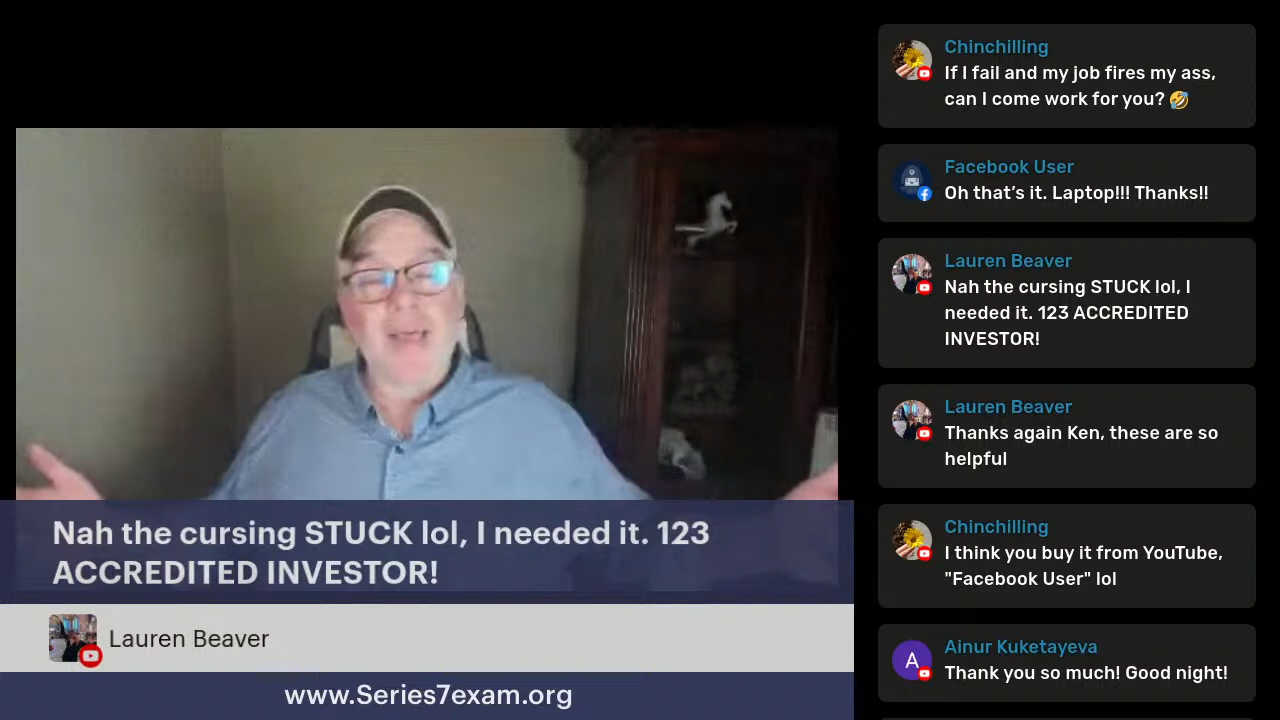 Nah the cursing STUCK lol, I needed it. 123
ACCREDITED INVESTOR!
Lauren Beaver
www.Series7exam.org
Chinchilling
If I fail and my job fires my ass,
can I come work for you? 🤣
Facebook User
Oh that’s it. Laptop!!! Thanks!!
Lauren Beaver
Nah the cursing STUCK lol, I
needed it. 123 ACCREDITED
INVESTOR!
Lauren Beaver
Thanks again Ken, these are so
helpful
Chinchilling
I think you buy it from YouTube,
"Facebook User" lol
A
Ainur Kuketayeva
Thank you so much! Good night!